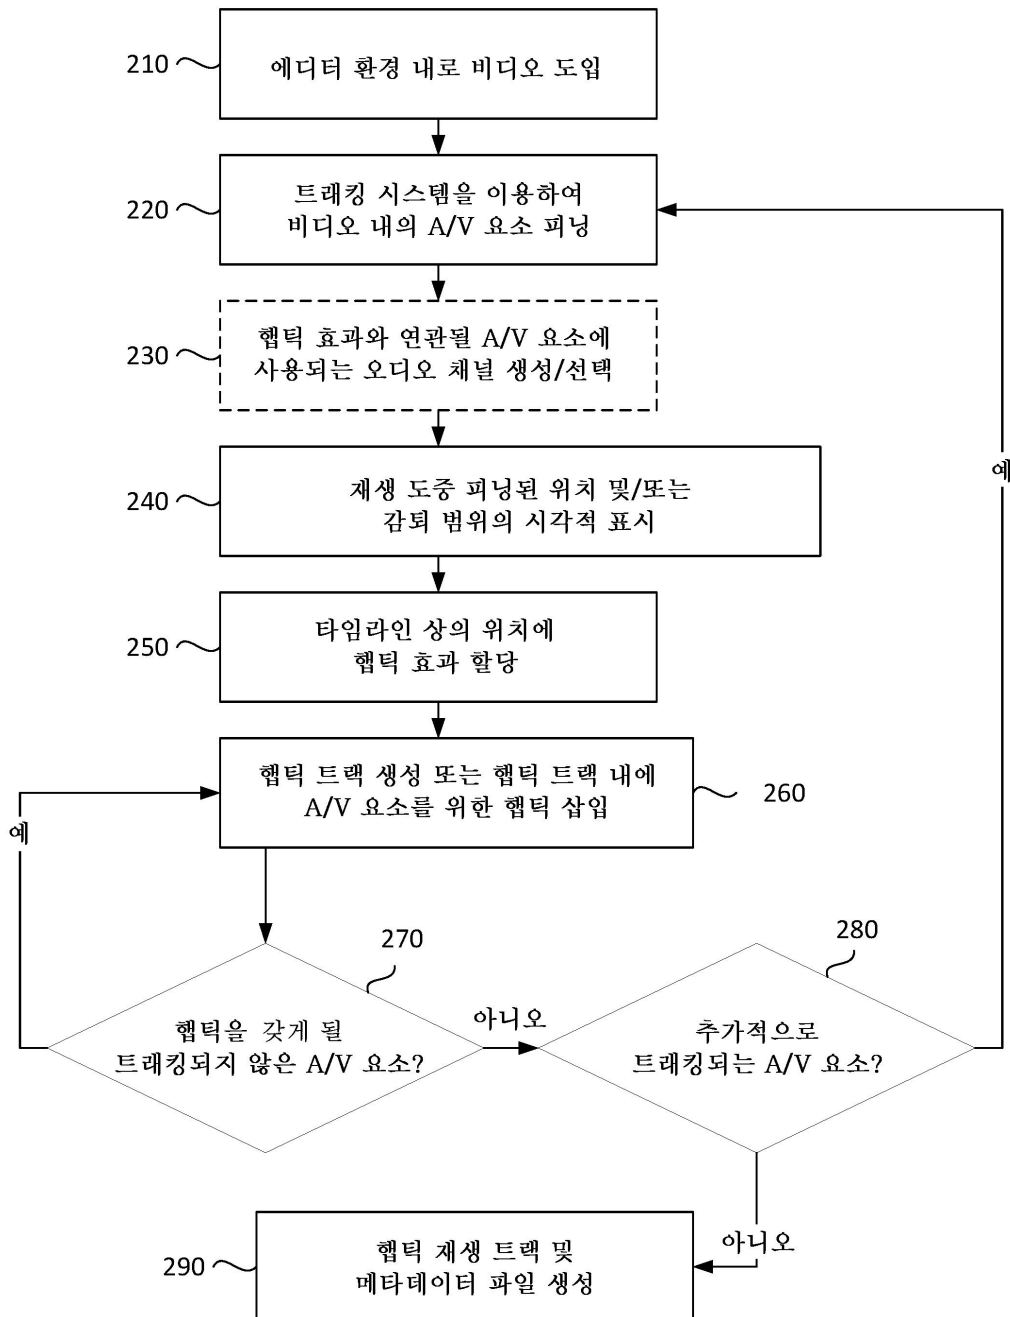 210
에디터 환경 내로 비디오 도입
220
트래킹 시스템을 이용하여
비디오 내의 A/V 요소 피닝
230
햅틱 효과와 연관될 A/V 요소에
사용되는 오디오 채널 생성/선택
예
240
재생 도중 피닝된 위치 및/또는
감퇴 범위의 시각적 표시
250
타임라인 상의 위치에
햅틱 효과 할당
햅틱 트랙 생성 또는 햅틱 트랙 내에
A/V 요소를 위한 햅틱 삽입
260
예
270
햅틱을 갖게 될
트래킹되지 않은 A/V 요소?
아니오
280
추가적으로
트래킹되는 A/V 요소?
아니오
290
햅틱 재생 트랙 및
메타데이터 파일 생성